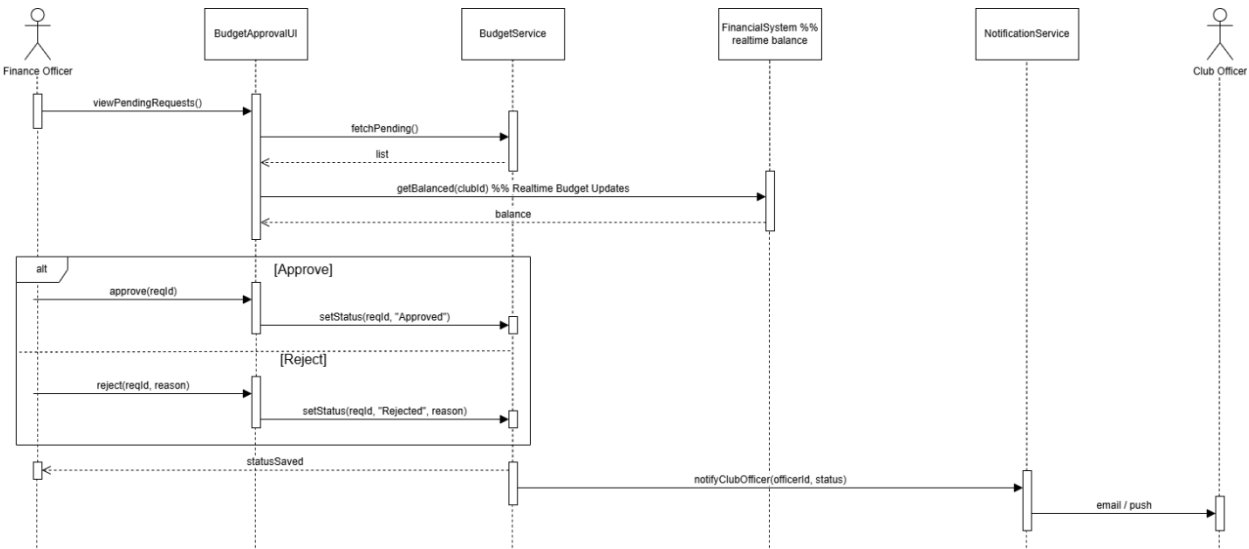 BudgetApprovalUI
BudgetService
FinancialSystem %%
realtime balance
NotificationService
Finance Officer
Club Officer
viewPendingRequests()
fetchPending()
list
getBalanced(clubId) %% Realtime Budget Updates
balance
alt
[Approve]
approve(reqId)
setStatus(reqId, "Approved")
[Reject]
reject(reqId, reason)
setStatus(reqId, "Rejected", reason)
statusSaved
notifyClubOfficer(officerId, status)
email / push